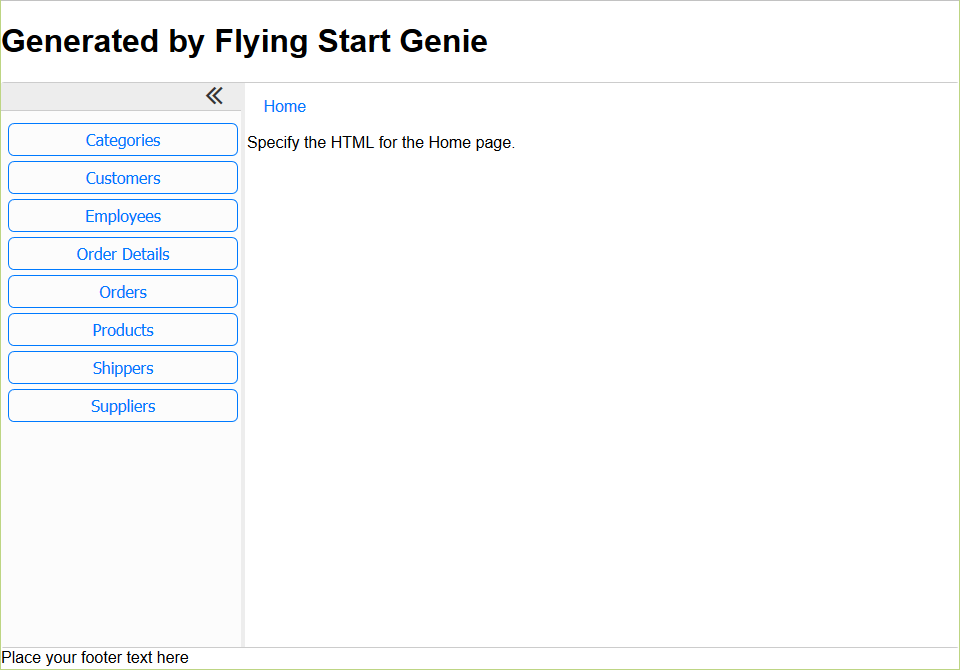 Generated by Flying Start Genie
Home
Categories
Specify the HTML for the Home page.
Customers
Employees
Order Details
Orders
Products
Shippers
Suppliers
Place your footer text here